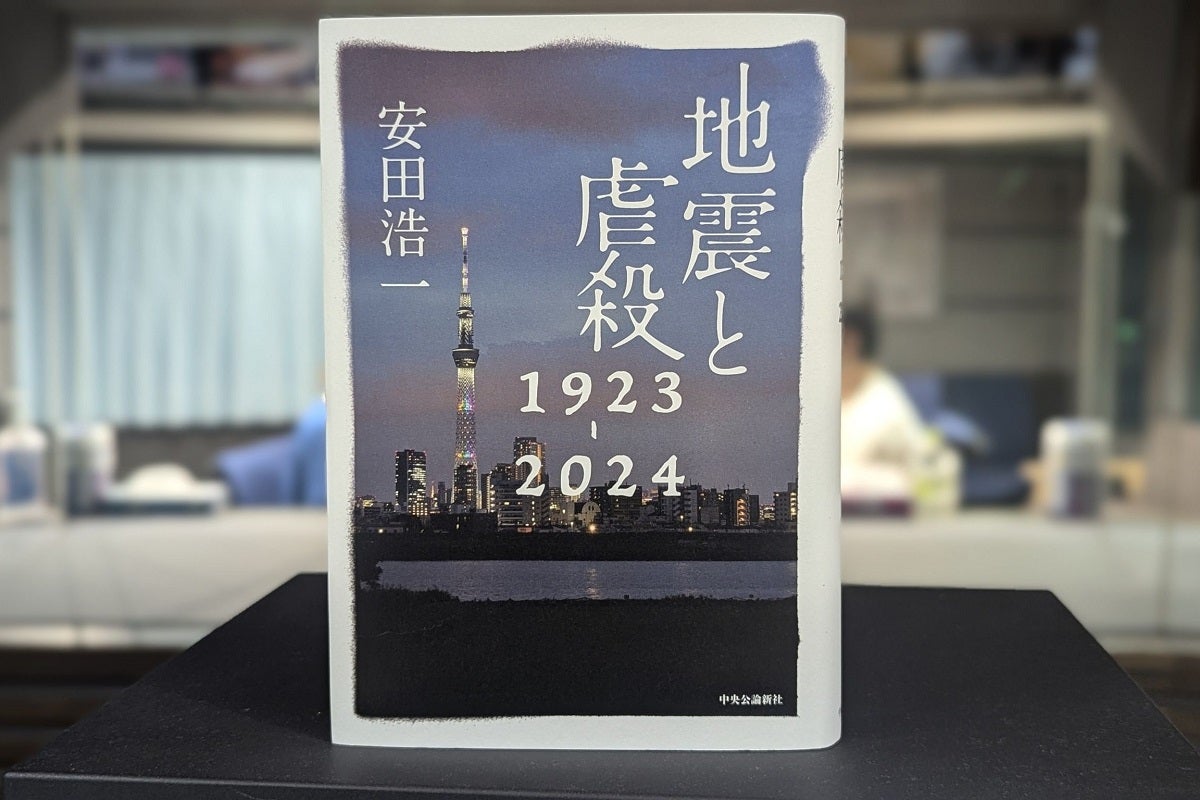 地震と
虐殺
1923
-
2024
安田浩一
中央公論新社